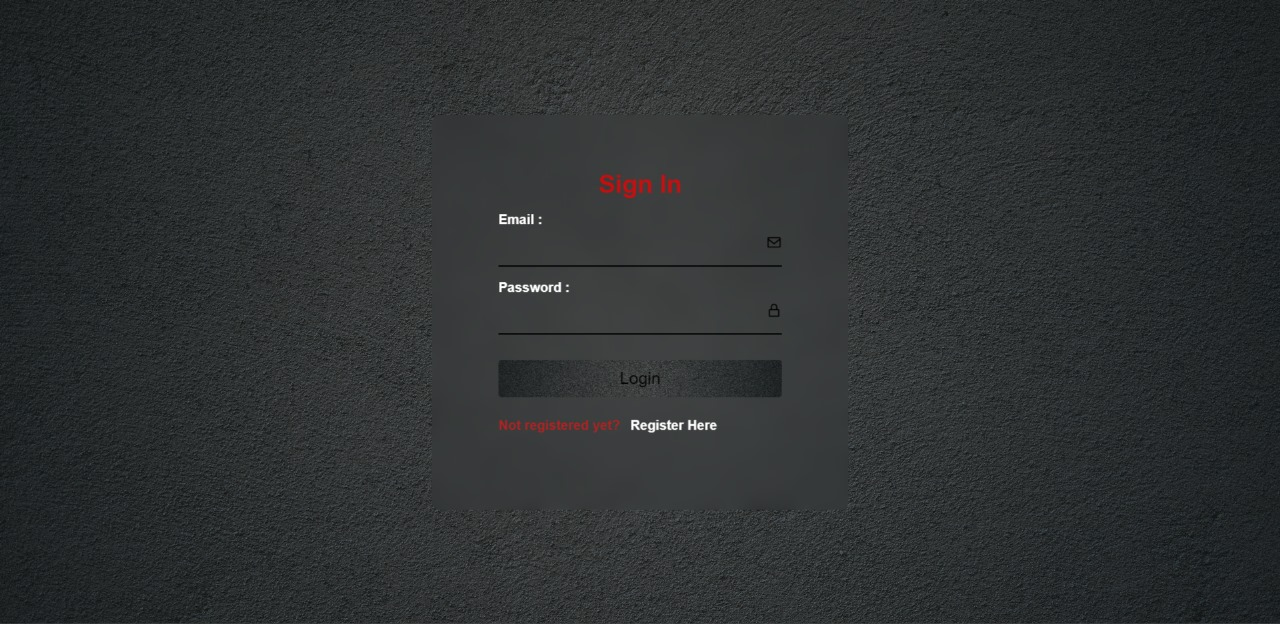 Sign In
Email :
Password :
Login
Not registered yet? Register Here